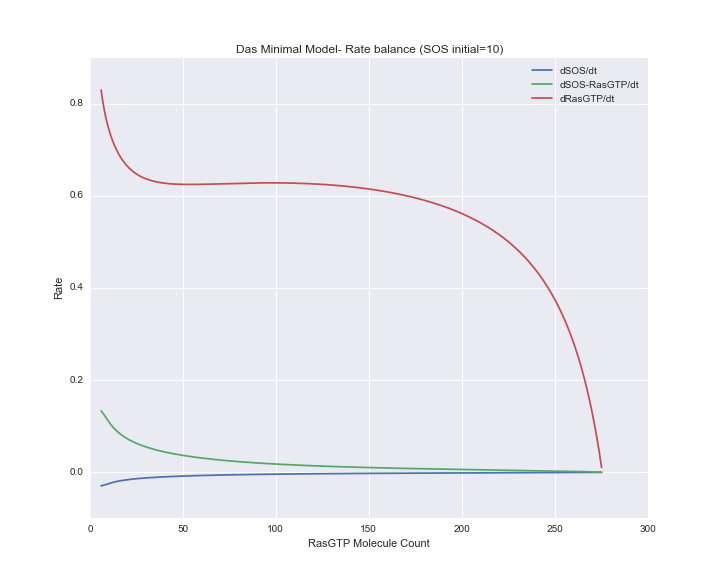 Das Minimal Model- Rate balance (SOS initial=10)
dSOS/dt
dSOS-RasGTP/dt
dRasGTP/dt
0.8
0.6
0.4
0.2
0.0
Rate
0 50 100 150 200 250 300
RasGTP Molecule Count